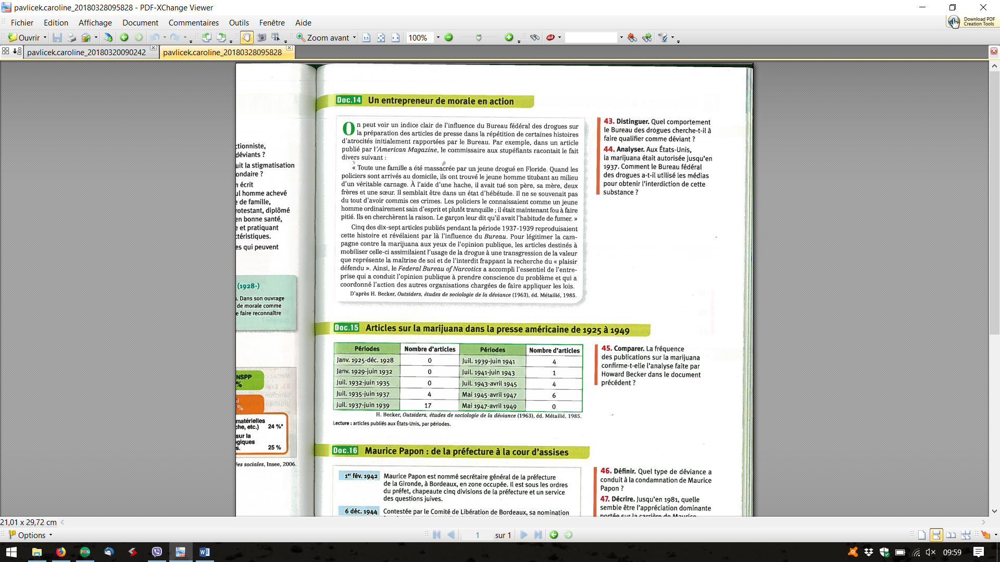 pavlicek.caroline_20180328095828 - PDF-XChange Viewer
Fichier Edition Affichage Document Commentaires Outils Fenêtre Aide
Download PDF
Creation Tools
Ouvrir Zoom avant 100%
pavlicek.caroline_20180320090242 pavlicek.caroline_20180328095828
ctionniste,
déviants ?
uit la stigmatisation
ondaire ?
n écrit
ul homme achevé
e de famille,
rotestant, diplômé
en bonne santé,
e et pratiquant
ctéristiques.
es qui peuvent
(1928-)
. Dans son ouvrage
de morale comme
e faire reconnaître
NSPP
%
ui
%
matérielles
che, etc.) 24 %*
sur la
giques
s. 25 %
ées sociales, Insee, 2006.
Doc.14 Un entrepreneur de morale en action
On peut voir un indice clair de l'influence du Bureau fédéral des drogues sur
la préparation des articles de presse dans la répétition de certaines histoires
d'atrocités initialement rapportées par le Bureau. Par exemple, dans un article
publié par l'American Magazine, le commissaire aux stupéfiants racontait le fait
divers suivant :
« Toute une famille a été massacrée par un jeune drogué en Floride. Quand les
policiers sont arrivés au domicile, ils ont trouvé le jeune homme titubant au milieu
d'un véritable carnage. À l'aide d'une hache, il avait tué son père, sa mère, deux
frères et une sœur. Il semblait être dans un état d'hébétude. Il ne se souvenait pas
du tout d'avoir commis ces crimes. Les policiers le connaissaient comme un jeune
homme ordinairement sain d'esprit et plutôt tranquille ; il était maintenant fou à faire
pitié. Ils en cherchèrent la raison. Le garçon leur dit qu'il avait l'habitude de fumer. »
Cinq des dix-sept articles publiés pendant la période 1937-1939 reproduisaient
cette histoire et révélaient par là l'influence du Bureau. Pour légitimer la cam-
pagne contre la marijuana aux yeux de l'opinion publique, les articles destinés à
mobiliser celle-ci assimilaient l'usage de la drogue à une transgression de la valeur
que représente la maîtrise de soi et de l'interdit frappant la recherche du « plaisir
défendu ». Ainsi, le Federal Bureau of Narcotics a accompli l'essentiel de l'entre-
prise qui a conduit l'opinion publique à prendre conscience du problème et qui a
coordonné l'action des autres organisations chargées de faire appliquer les lois.
D'après H. Becker, Outsiders, études de sociologie de la déviance (1963), éd. Métailié, 1985.
43. Distinguer. Quel comportement
le Bureau des drogues cherche-t-il à
faire qualifier comme déviant ?
44. Analyser. Aux États-Unis,
la marijuana était autorisée jusqu'en
1937. Comment le Bureau fédéral
des drogues a-t-il utilisé les médias
pour obtenir l'interdiction de cette
substance ?
Doc.15 Articles sur la marijuana dans la presse américaine de 1925 à 1949
Périodes Nombre d'articles Périodes Nombre d'articles
Janv. 1925-déc. 1928 0 Juil. 1939-juin 1941 4
Janv. 1929-juin 1932 0 Juil. 1941-juin 1943 1
Juil. 1932-juin 1935 0 Juil. 1943-avril 1945 4
Juil. 1935-juin 1937 4 Mai 1945-avril 1947 6
Juil. 1937-juin 1939 17 Mai 1947-avril 1949 0
H. Becker, Outsiders, études de sociologie de la déviance (1963), éd. Métailié, 1985.
Lecture : articles publiés aux États-Unis, par périodes.
45. Comparer. La fréquence
des publications sur la marijuana
confirme-t-elle l'analyse faite par
Howard Becker dans le document
précédent ?
Doc.16 Maurice Papon : de la préfecture à la cour d'assises
1er fév. 1942 Maurice Papon est nommé secrétaire général de la préfecture
de la Gironde, à Bordeaux, en zone occupée. Il est sous les ordres
du préfet, chapeaute cinq divisions de la préfecture et un service
des questions juives.
6 déc. 1944 Contestée par le Comité de Libération de Bordeaux, sa nomination
46. Définir. Quel type de déviance a
conduit à la condamnation de Maurice
Papon ?
47. Décrire. Jusqu'en 1981, quelle
semble être l'appréciation dominante
portée sur la carrière de Maurice
21,01 x 29,72 cm
Options 1 sur 1
09:59